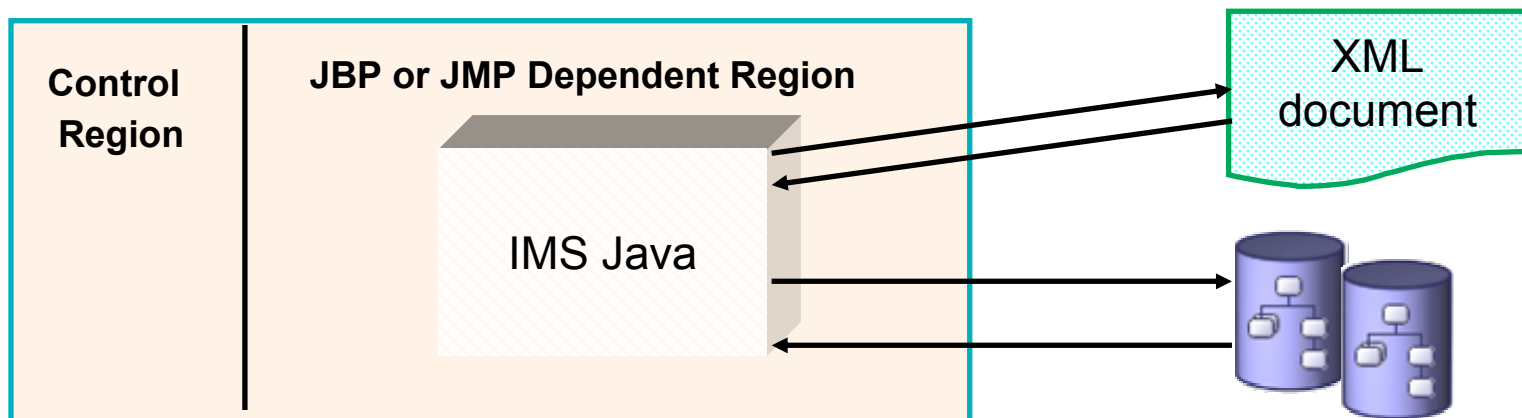 Control
Region
JBP or JMP Dependent Region
IMS Java
XML
document